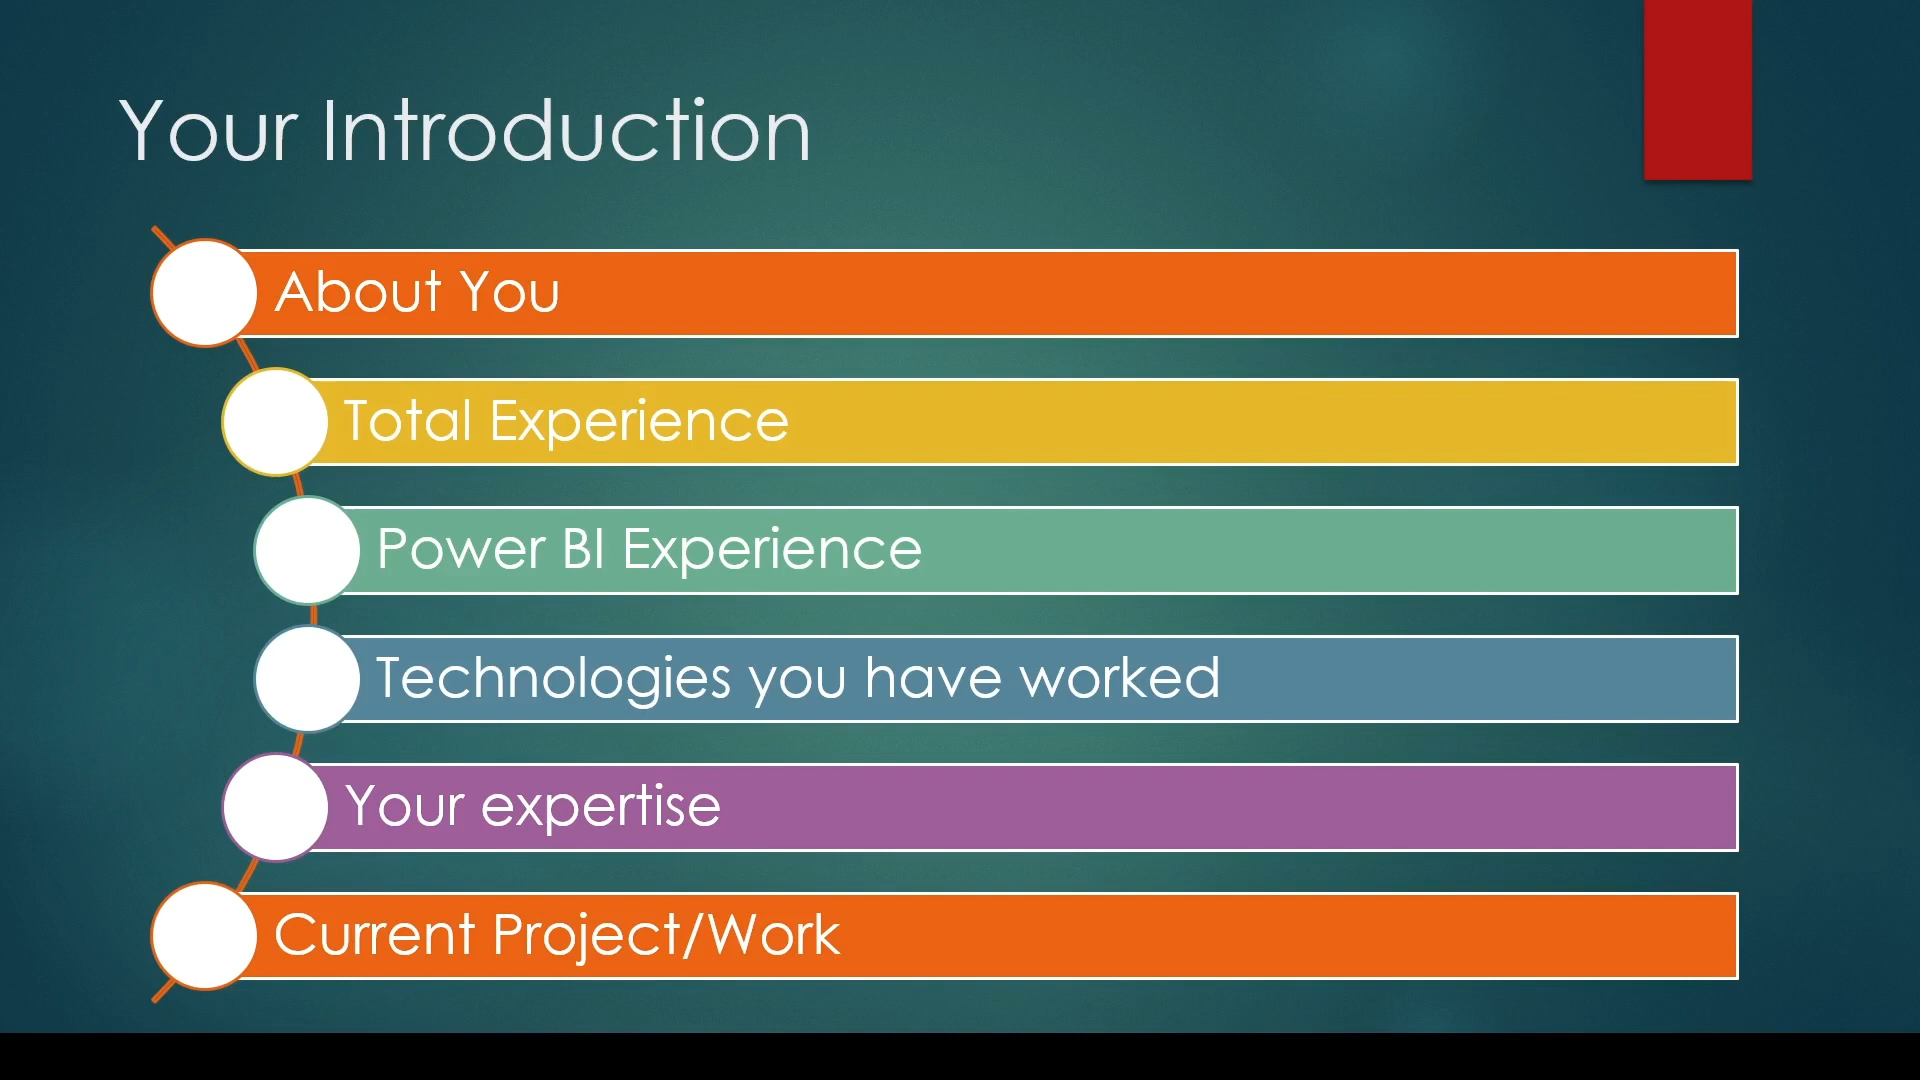 Your Introduction
About You
Total Experience
Power BI Experience
Technologies you have worked
Your expertise
Current Project/Work